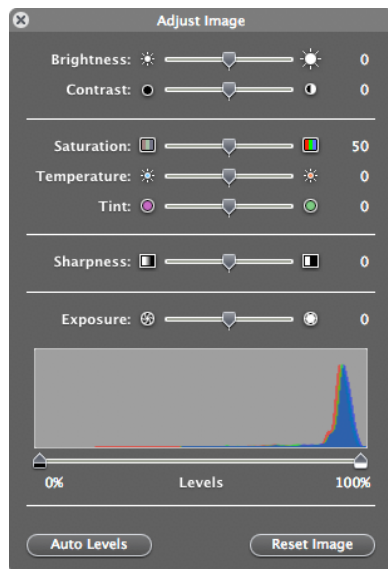 Adjust Image
Brightness: 0
Contrast: 0
Saturation: 50
Temperature: 0
Tint: 0
Sharpness: 0
Exposure: 0
0% Levels 100%
Auto Levels Reset Image